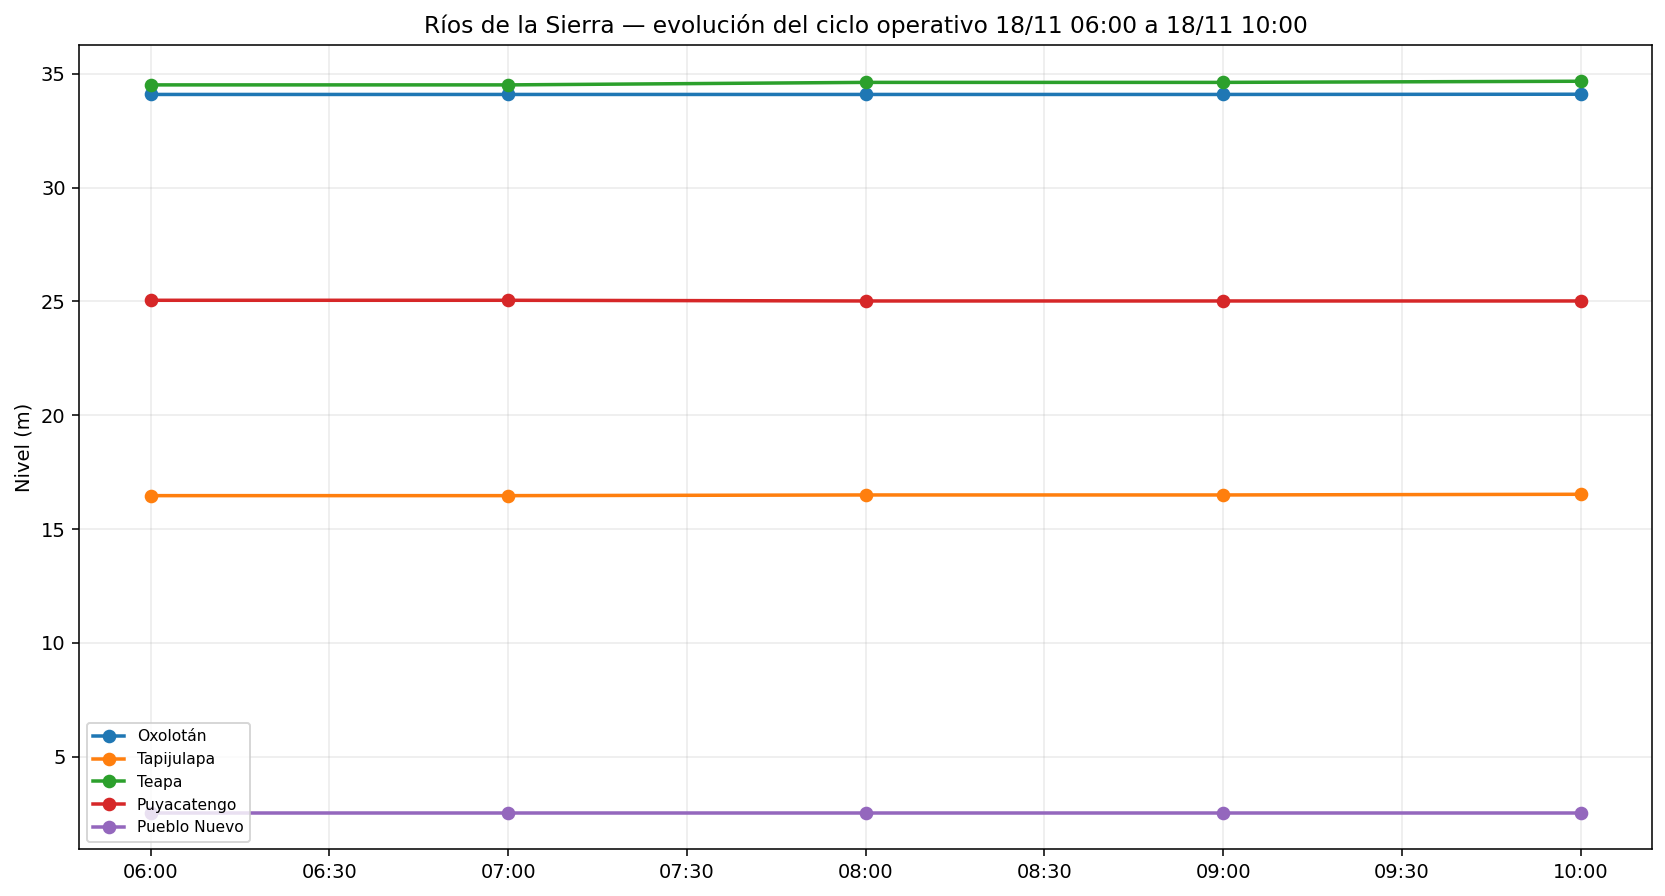 Ríos de la Sierra — evolución del ciclo operativo 18/11 06:00 a 18/11 10:00
Nivel (m)
35
30
25
20
15
10
5
Oxolotán
Tapijulapa
Teapa
Puyacatengo
Pueblo Nuevo
06:00 06:30 07:00 07:30 08:00 08:30 09:00 09:30 10:00